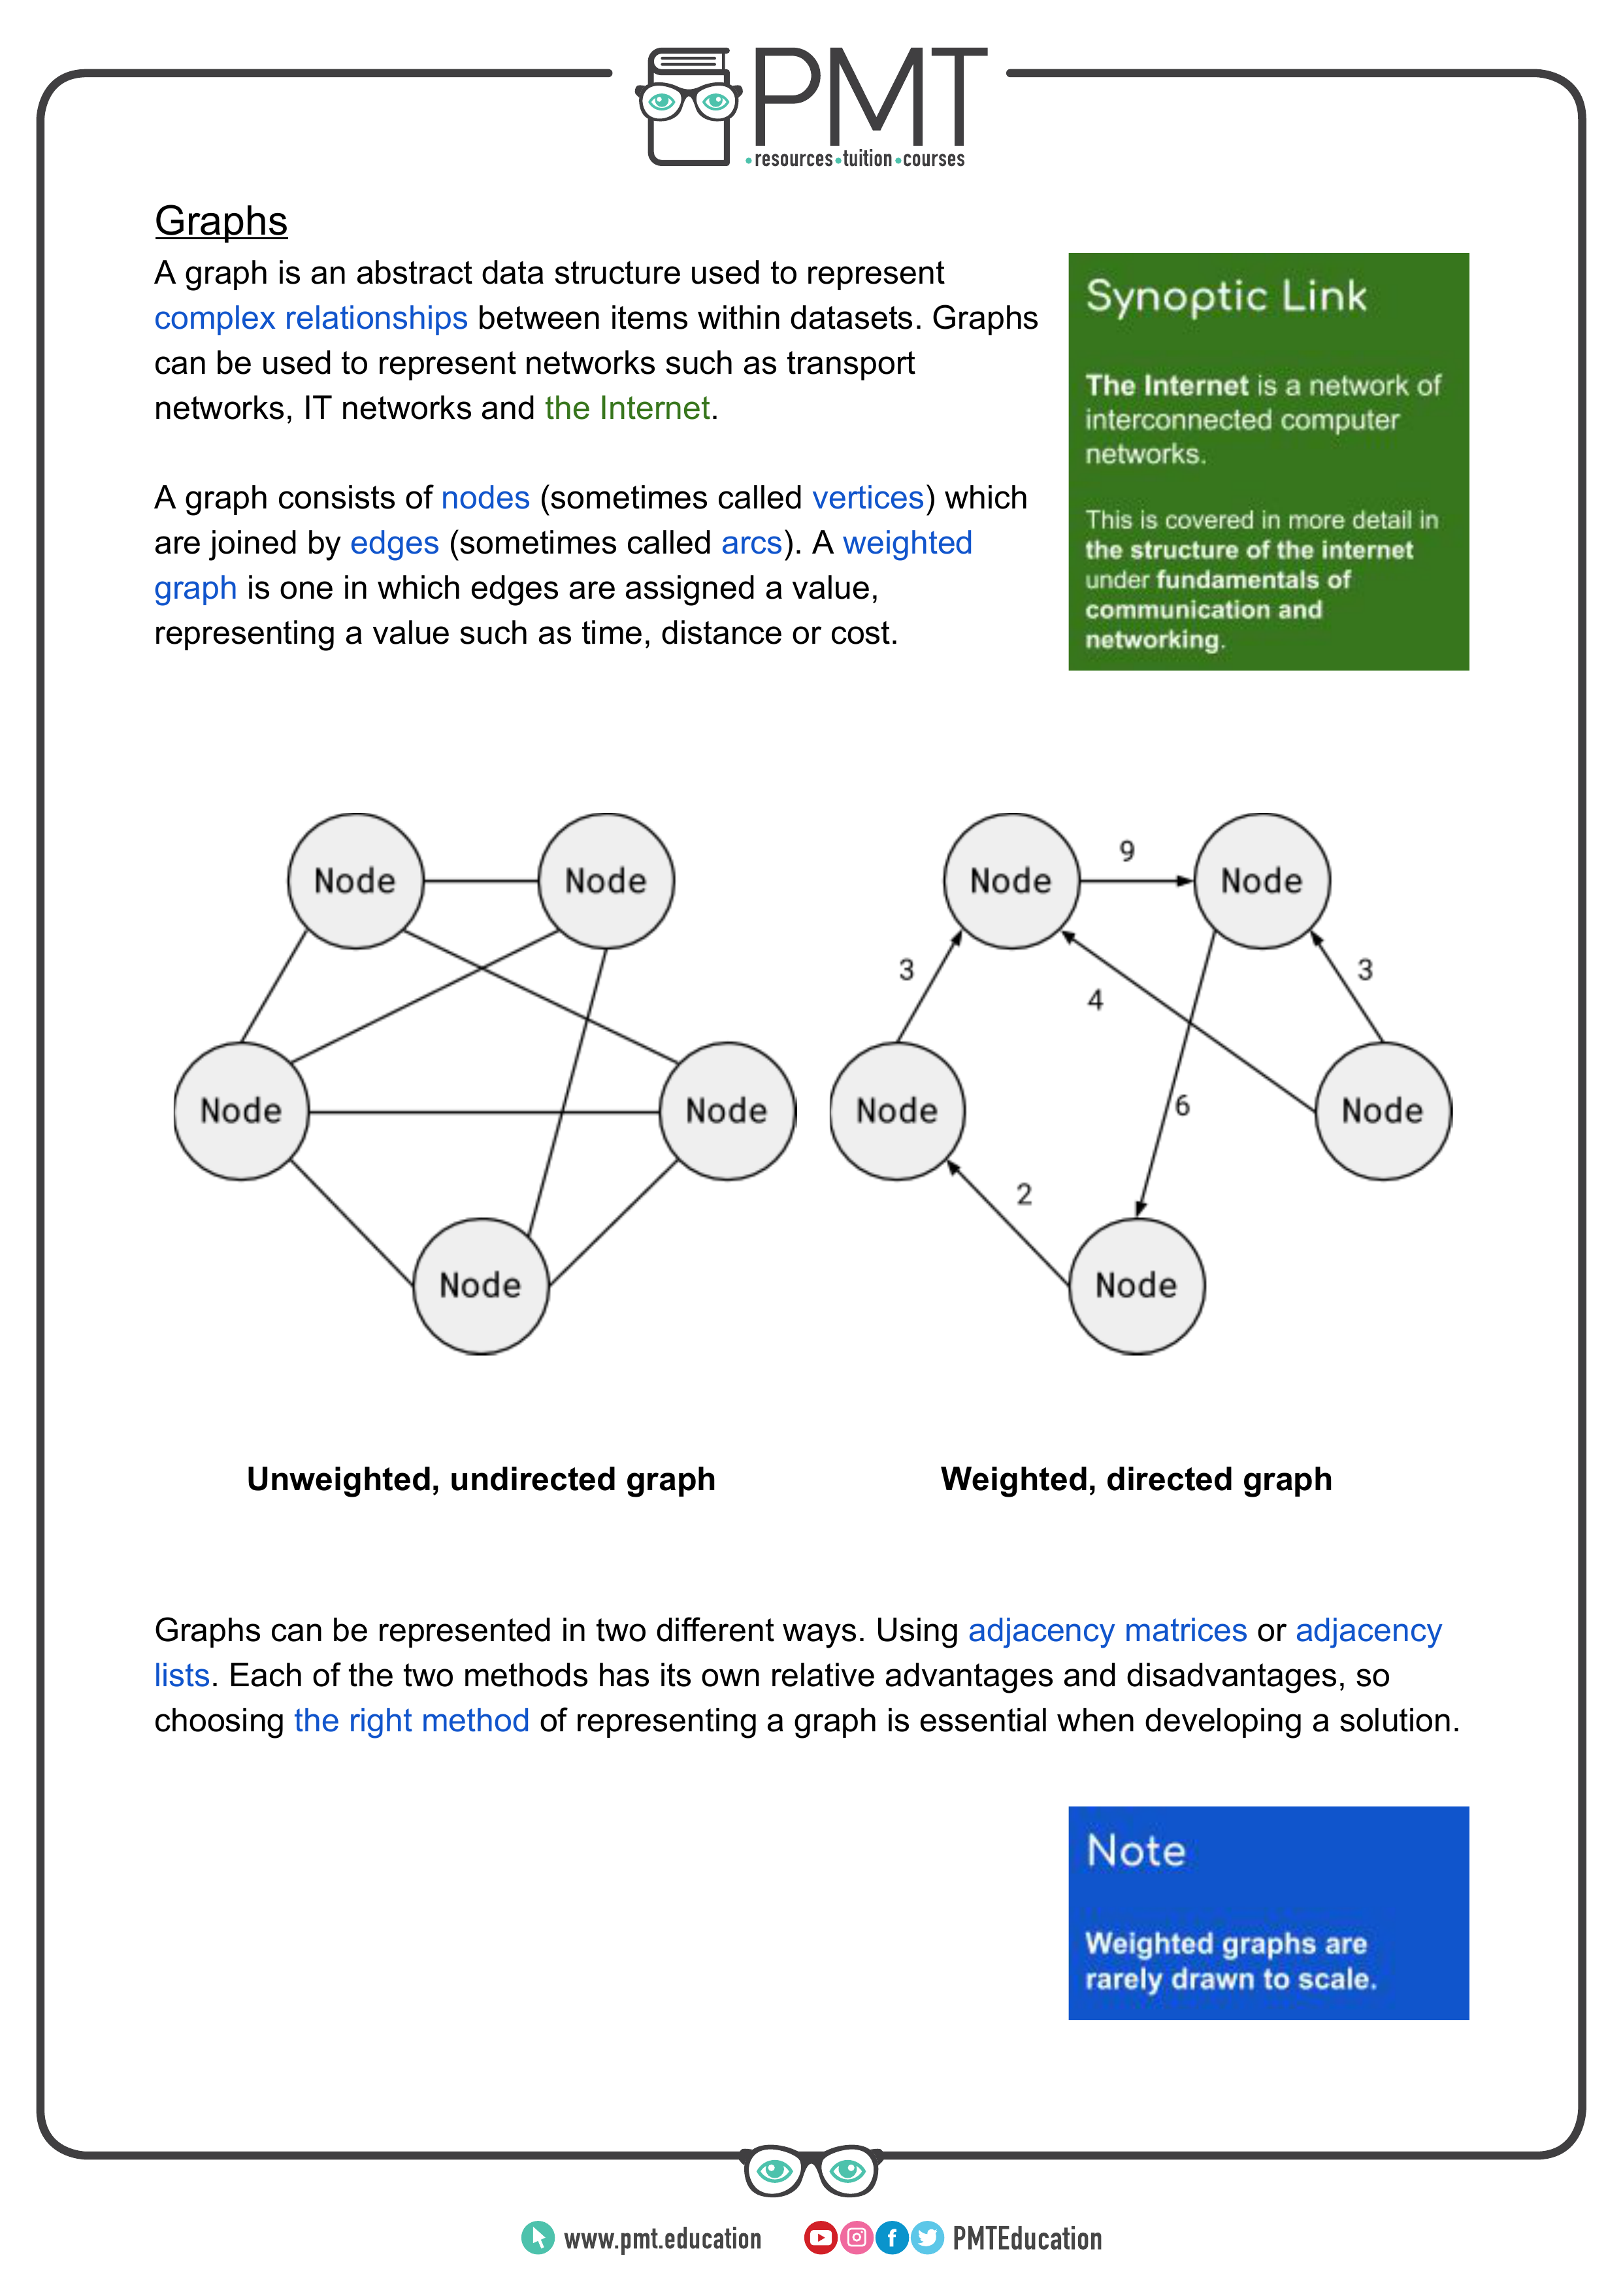 PMT
resources tuition courses
Graphs
A graph is an abstract data structure used to represent
complex relationships between items within datasets. Graphs
can be used to represent networks such as transport
networks, IT networks and the Internet.
A graph consists of nodes (sometimes called vertices) which
are joined by edges (sometimes called arcs). A weighted
graph is one in which edges are assigned a value,
representing a value such as time, distance or cost.
Synoptic Link
The Internet is a network of
interconnected computer
networks.
This is covered in more detail in
the structure of the internet
under fundamentals of
communication and
networking.
Node
Node
Node
Node
Node
Node
9
Node
3
4
3
Node
6
Node
2
Node
Unweighted, undirected graph
Weighted, directed graph
Graphs can be represented in two different ways. Using adjacency matrices or adjacency
lists. Each of the two methods has its own relative advantages and disadvantages, so
choosing the right method of representing a graph is essential when developing a solution.
Note
Weighted graphs are
rarely drawn to scale.
www.pmt.education
PMTEducation